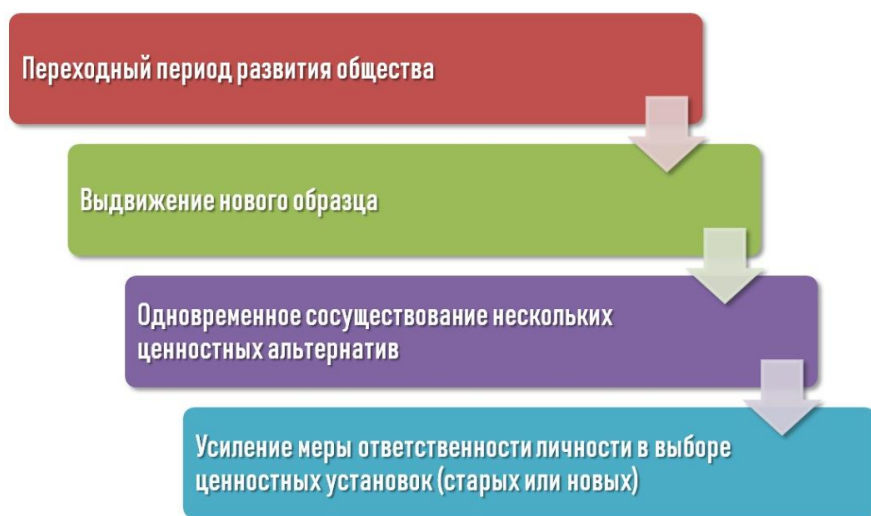 Переходный период развития общества
Выдвижение нового образца
Одновременное сосуществование нескольких
ценностных альтернатив
Усиление меры ответственности личности в выборе
ценностных установок (старых или новых)